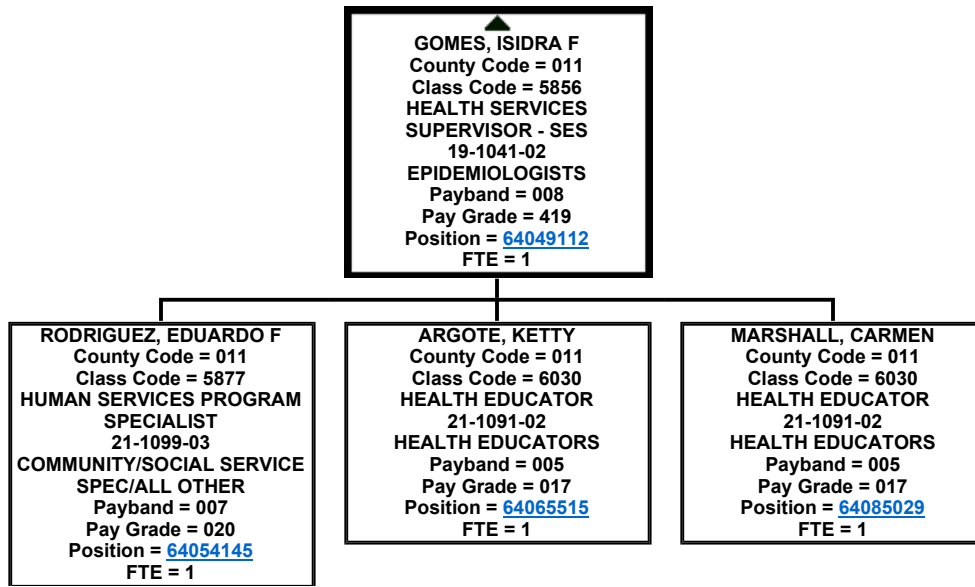 GOMES, ISIDRA F
County Code = 011
Class Code = 5856
HEALTH SERVICES
SUPERVISOR - SES
19-1041-02
EPIDEMIOLOGISTS
Payband = 008
Pay Grade = 419
Position = 64049112
FTE = 1
RODRIGUEZ, EDUARDO F
County Code = 011
Class Code = 5877
HUMAN SERVICES PROGRAM
SPECIALIST
21-1099-03
COMMUNITY/SOCIAL SERVICE
SPEC/ALL OTHER
Payband = 007
Pay Grade = 020
Position = 64054145
FTE = 1
ARGOTE, KETTY
County Code = 011
Class Code = 6030
HEALTH EDUCATOR
21-1091-02
HEALTH EDUCATORS
Payband = 005
Pay Grade = 017
Position = 64065515
FTE = 1
MARSHALL, CARMEN
County Code = 011
Class Code = 6030
HEALTH EDUCATOR
21-1091-02
HEALTH EDUCATORS
Payband = 005
Pay Grade = 017
Position = 64085029
FTE = 1